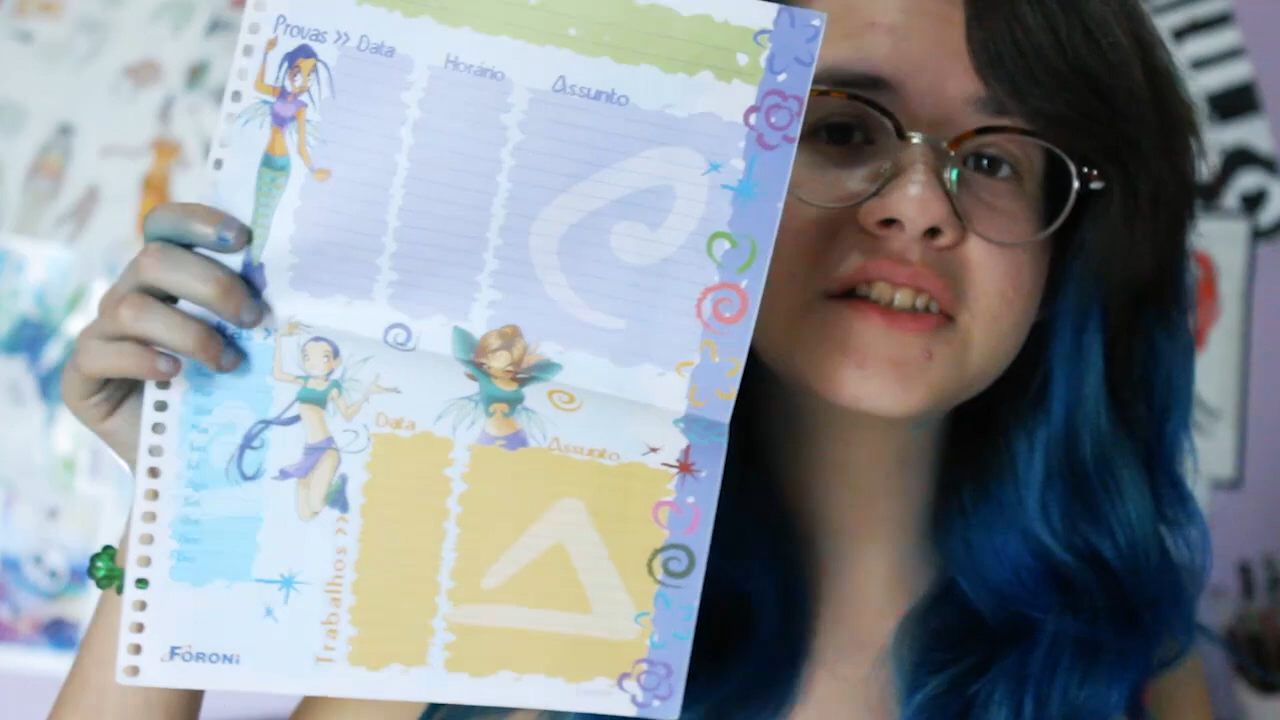 Provas >> Data
Horário
Assunto
Data
Assunto
Trabalhos >>
FORONI